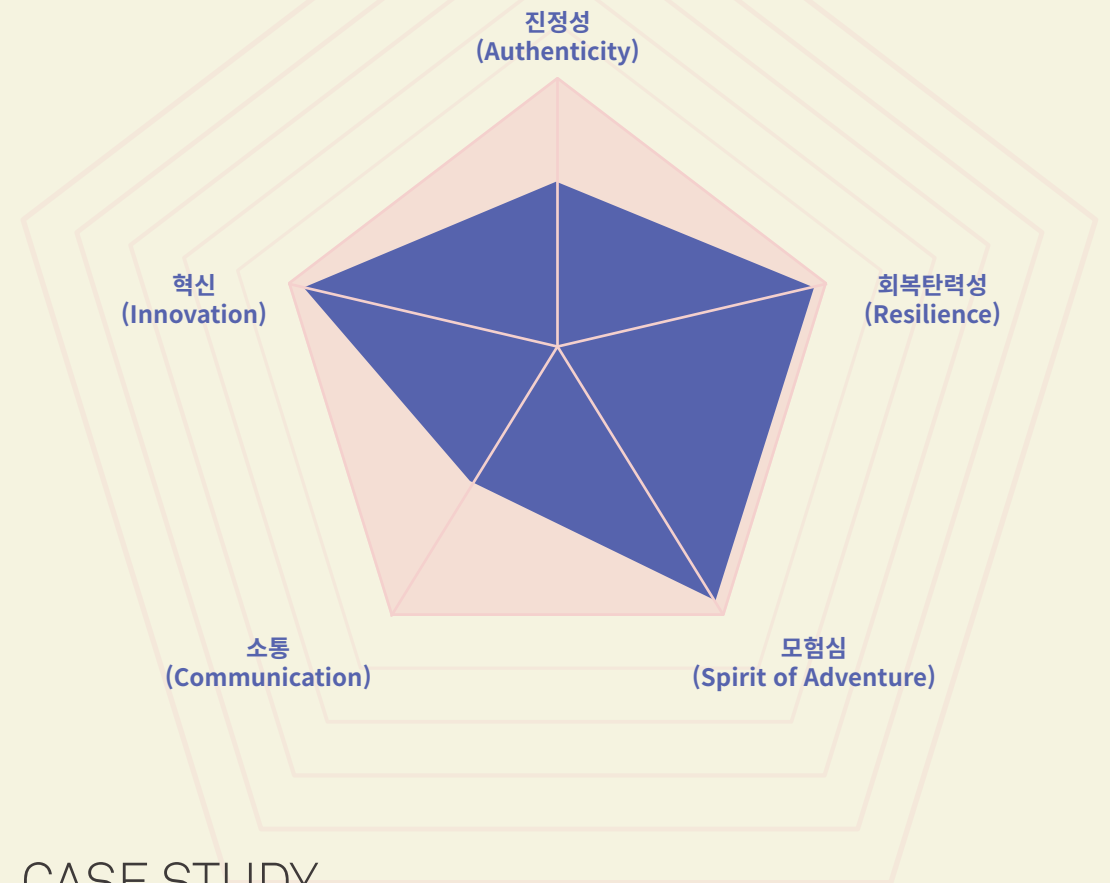 진정성
(Authenticity)
혁신
(Innovation)
회복탄력성
(Resilience)
소통
(Communication)
모험심
(Spirit of Adventure)
CASE STUDY